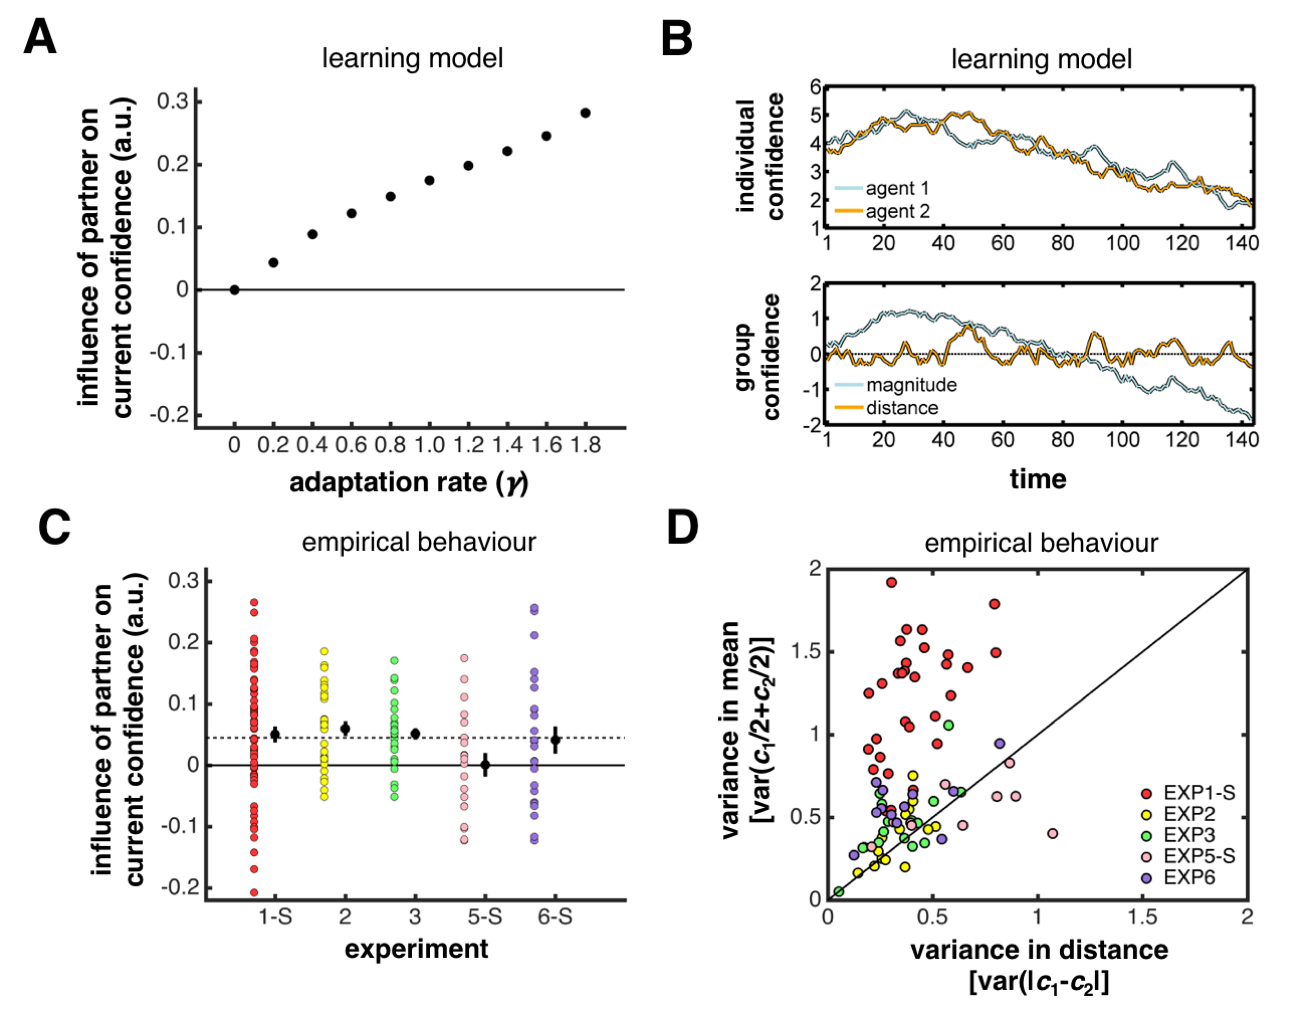 A
learning model
influence of partner on
current confidence (a.u.)
0.3
0.2
0.1
0
-0.1
-0.2
0 0.2 0.4 0.6 0.8 1.0 1.2 1.4 1.6 1.8
adaptation rate (γ)
B
learning model
individual
confidence
6
5
4
3
2
1
agent 1
agent 2
1 20 40 60 80 100 120 140
group
confidence
2
1
0
-1
-2
magnitude
distance
1 20 40 60 80 100 120 140
time
C
empirical behaviour
influence of partner on
current confidence (a.u.)
0.3
0.2
0.1
0
-0.1
-0.2
1-S 2 3 5-S 6-S
experiment
D
empirical behaviour
variance in mean
[var(c₁/2+c₂/2)]
2
1.5
1
0.5
0
EXP1-S
EXP2
EXP3
EXP5-S
EXP6
0 0.5 1 1.5 2
variance in distance
[var(|c₁-c₂|]